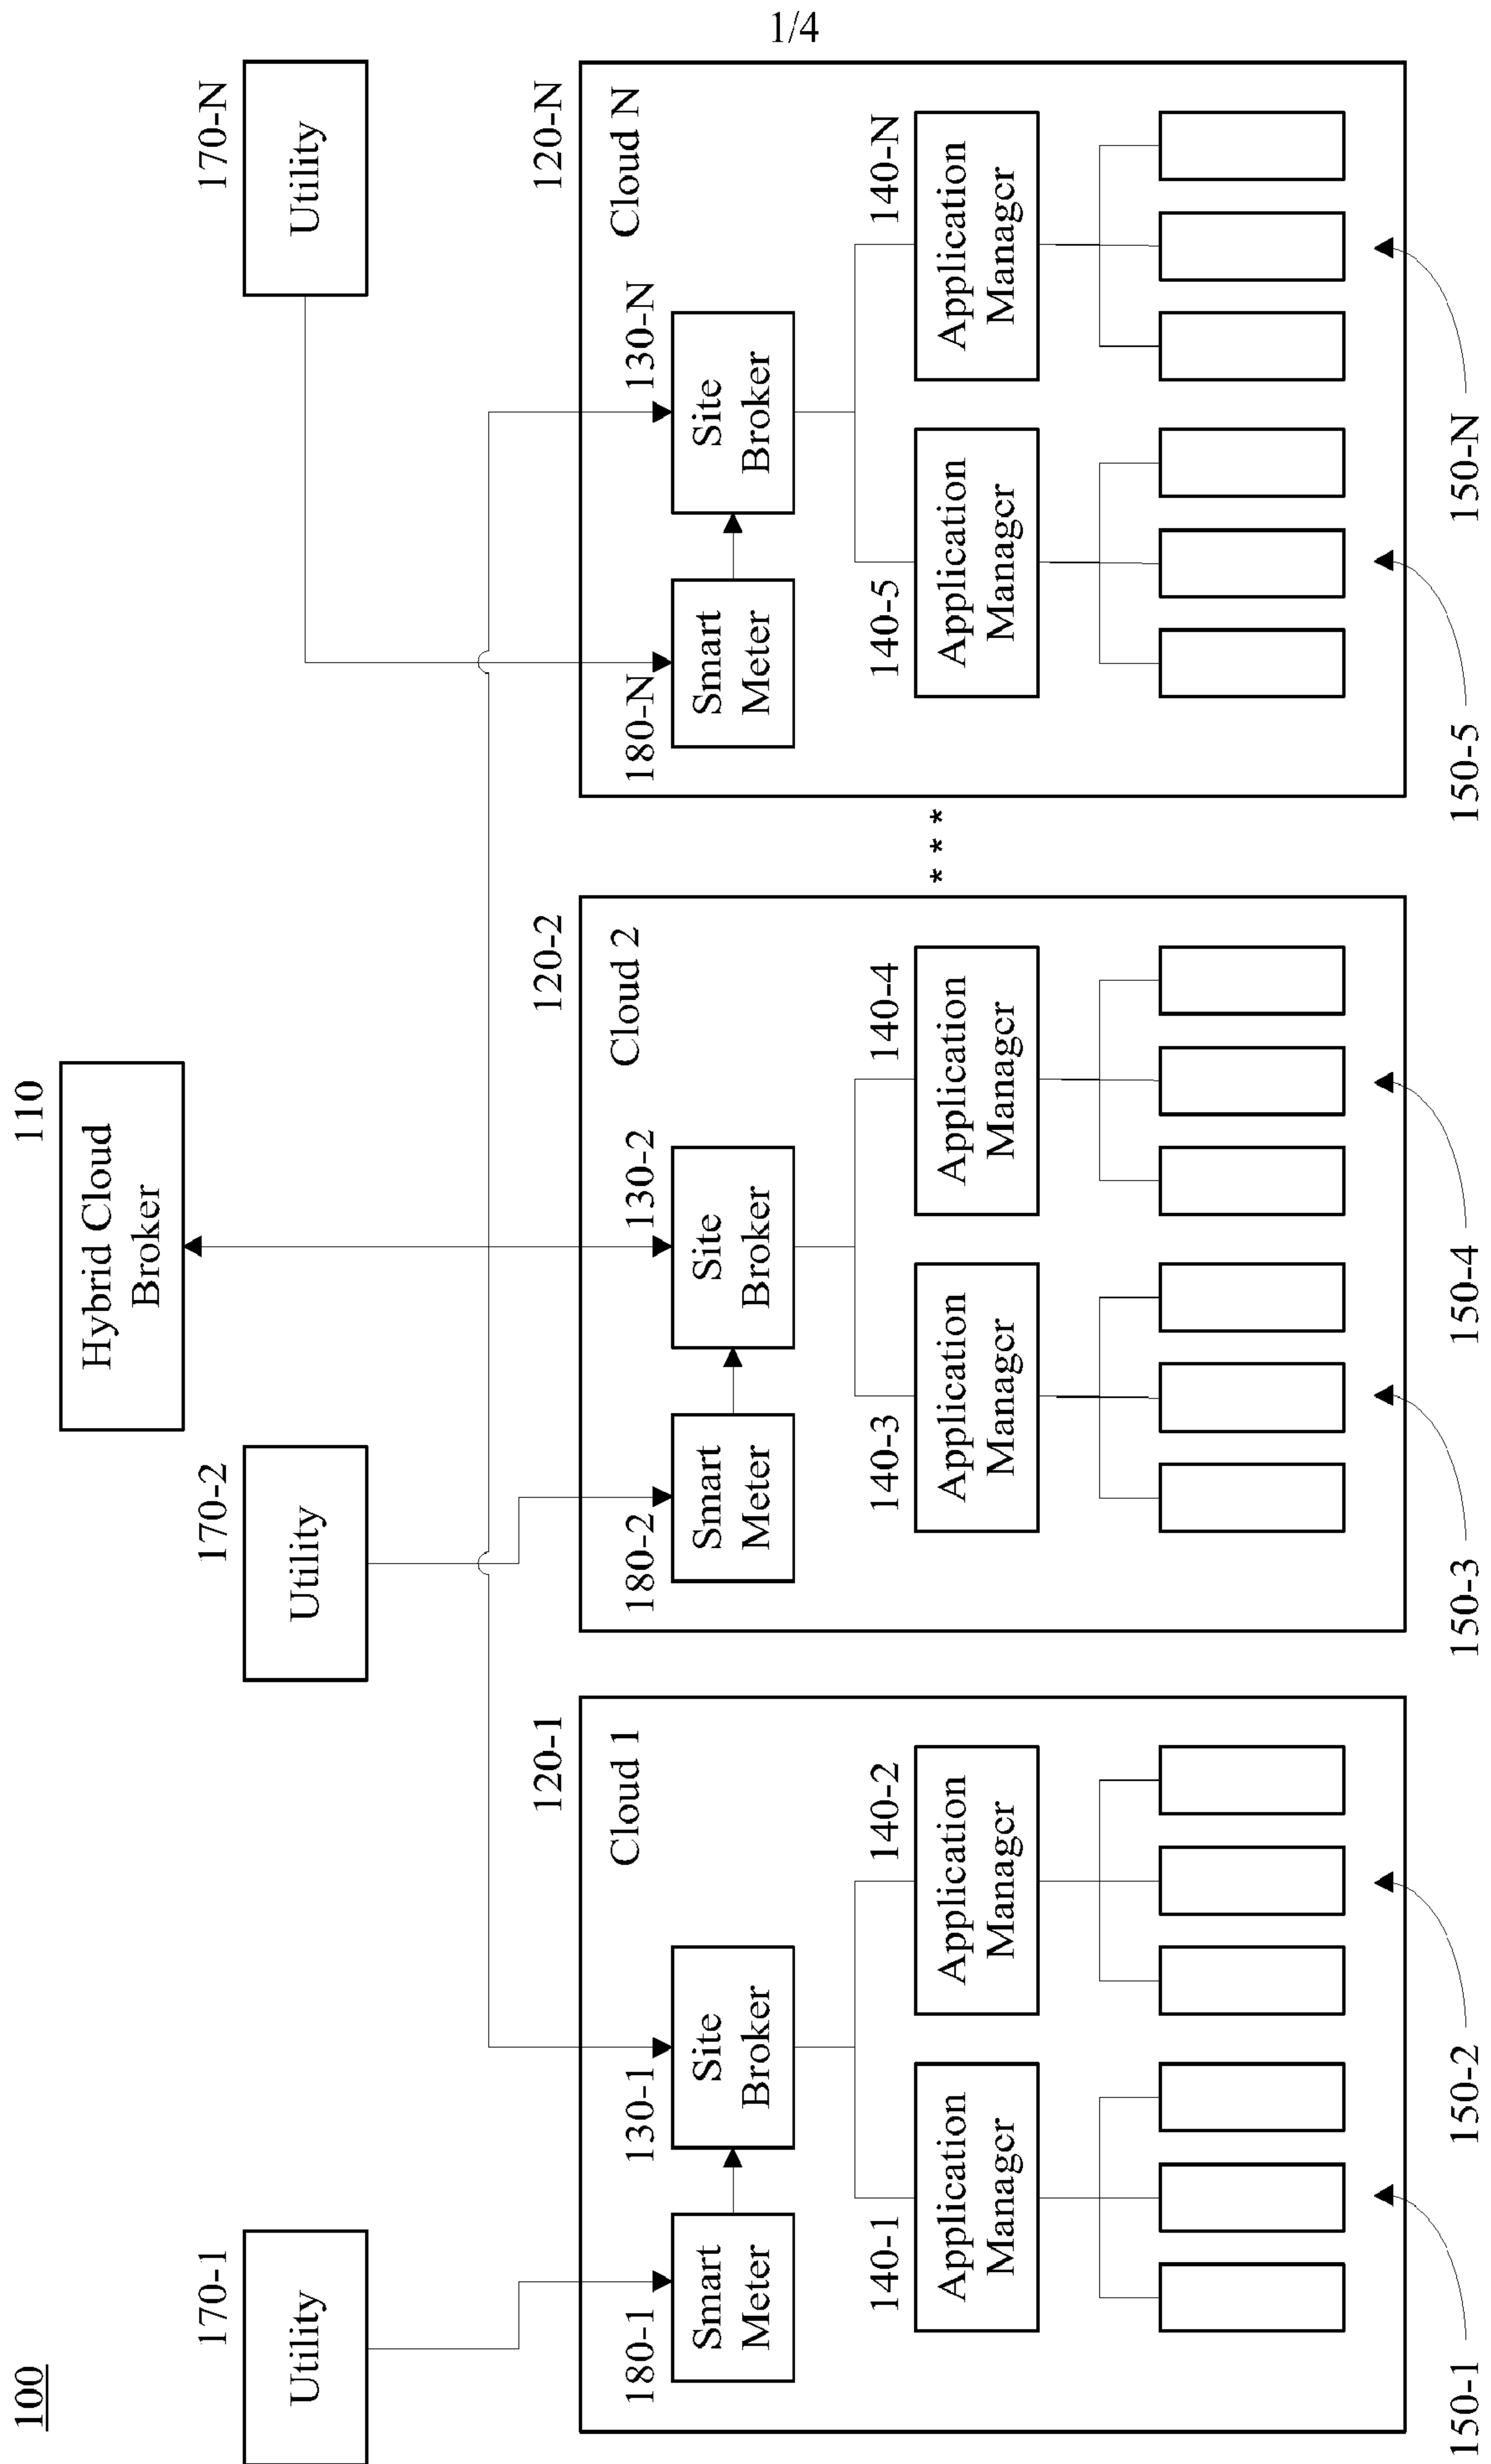 100
110
Hybrid Cloud
Broker
170-1
Utility
170-2
Utility
170-N
Utility
120-1
Cloud 1
180-1
Smart
Meter
130-1
Site
Broker
140-1
Application
Manager
140-2
Application
Manager
150-1
150-2
120-2
Cloud 2
180-2
Smart
Meter
130-2
Site
Broker
140-3
Application
Manager
140-4
Application
Manager
150-3
150-4
* * *
120-N
Cloud N
180-N
Smart
Meter
130-N
Site
Broker
140-5
Application
Manager
140-N
Application
Manager
150-5
150-N
1/4